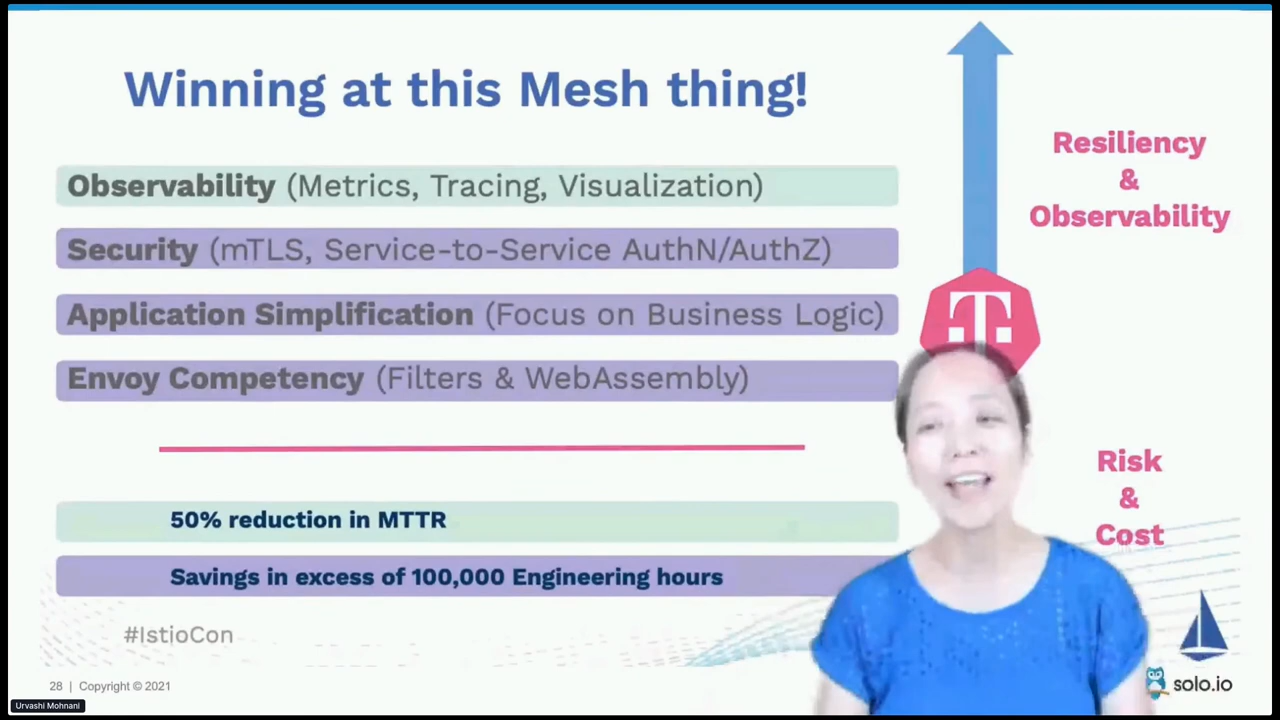 Winning at this Mesh thing!
Observability (Metrics, Tracing, Visualization)
Security (mTLS, Service-to-Service AuthN/AuthZ)
Application Simplification (Focus on Business Logic)
Envoy Competency (Filters & WebAssembly)
50% reduction in MTTR
Savings in excess of 100,000 Engineering hours
Resiliency
&
Observability
T
Risk
&
Cost
#IstioCon
28 | Copyright © 2021
solo.io
Urvashi Mohnani